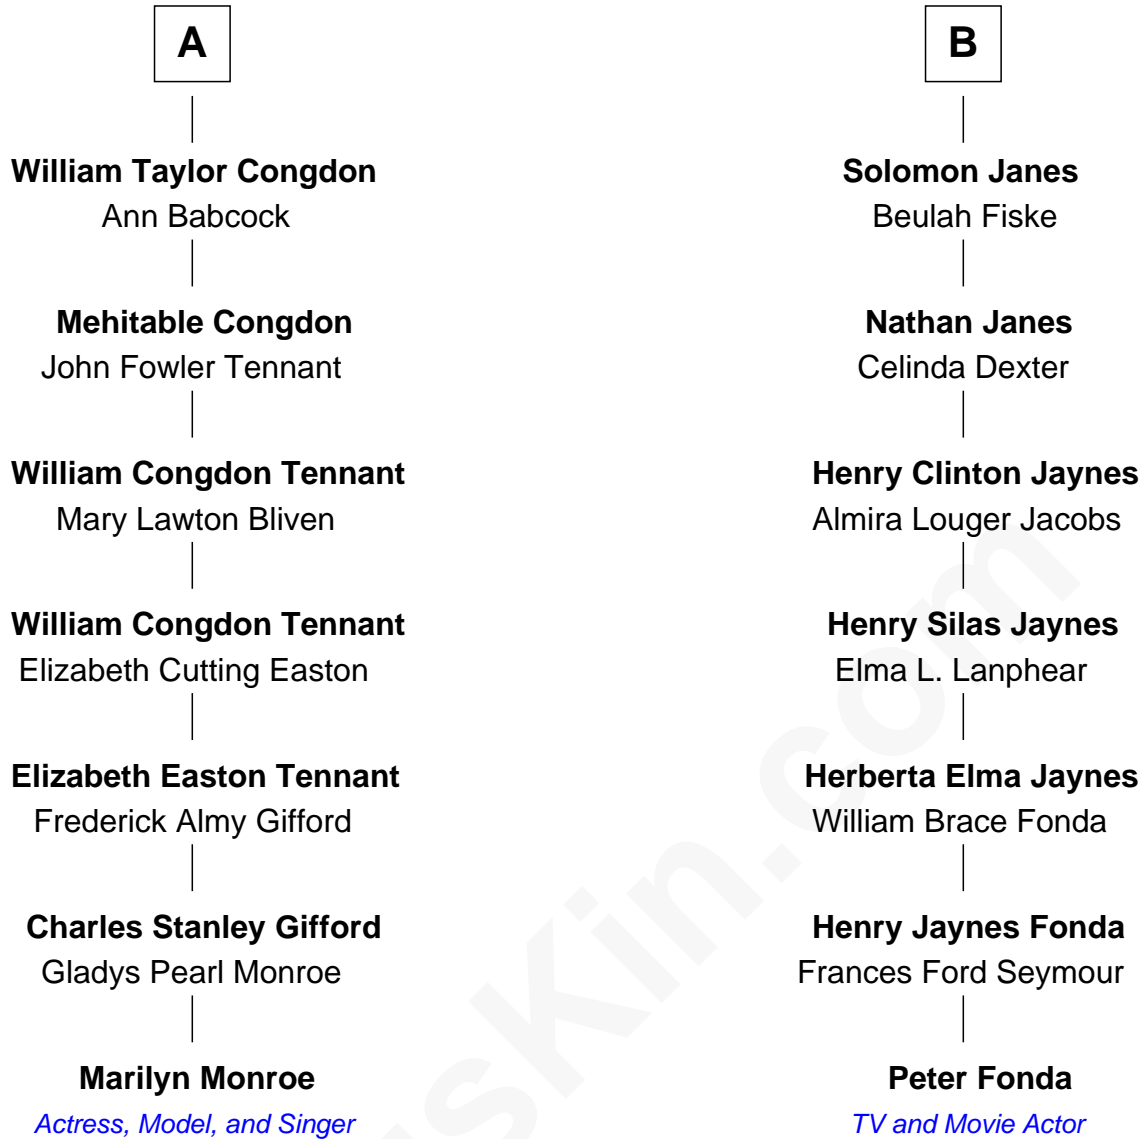 A
William Taylor Congdon
Ann Babcock
Mehitable Congdon
John Fowler Tennant
William Congdon Tennant
Mary Lawton Bliven
William Congdon Tennant
Elizabeth Cutting Easton
Elizabeth Easton Tennant
Frederick Almy Gifford
Charles Stanley Gifford
Gladys Pearl Monroe
Marilyn Monroe
Actress, Model, and Singer
B
Solomon Janes
Beulah Fiske
Nathan Janes
Celinda Dexter
Henry Clinton Jaynes
Almira Louger Jacobs
Henry Silas Jaynes
Elma L. Lanphear
Herberta Elma Jaynes
William Brace Fonda
Henry Jaynes Fonda
Frances Ford Seymour
Peter Fonda
TV and Movie Actor